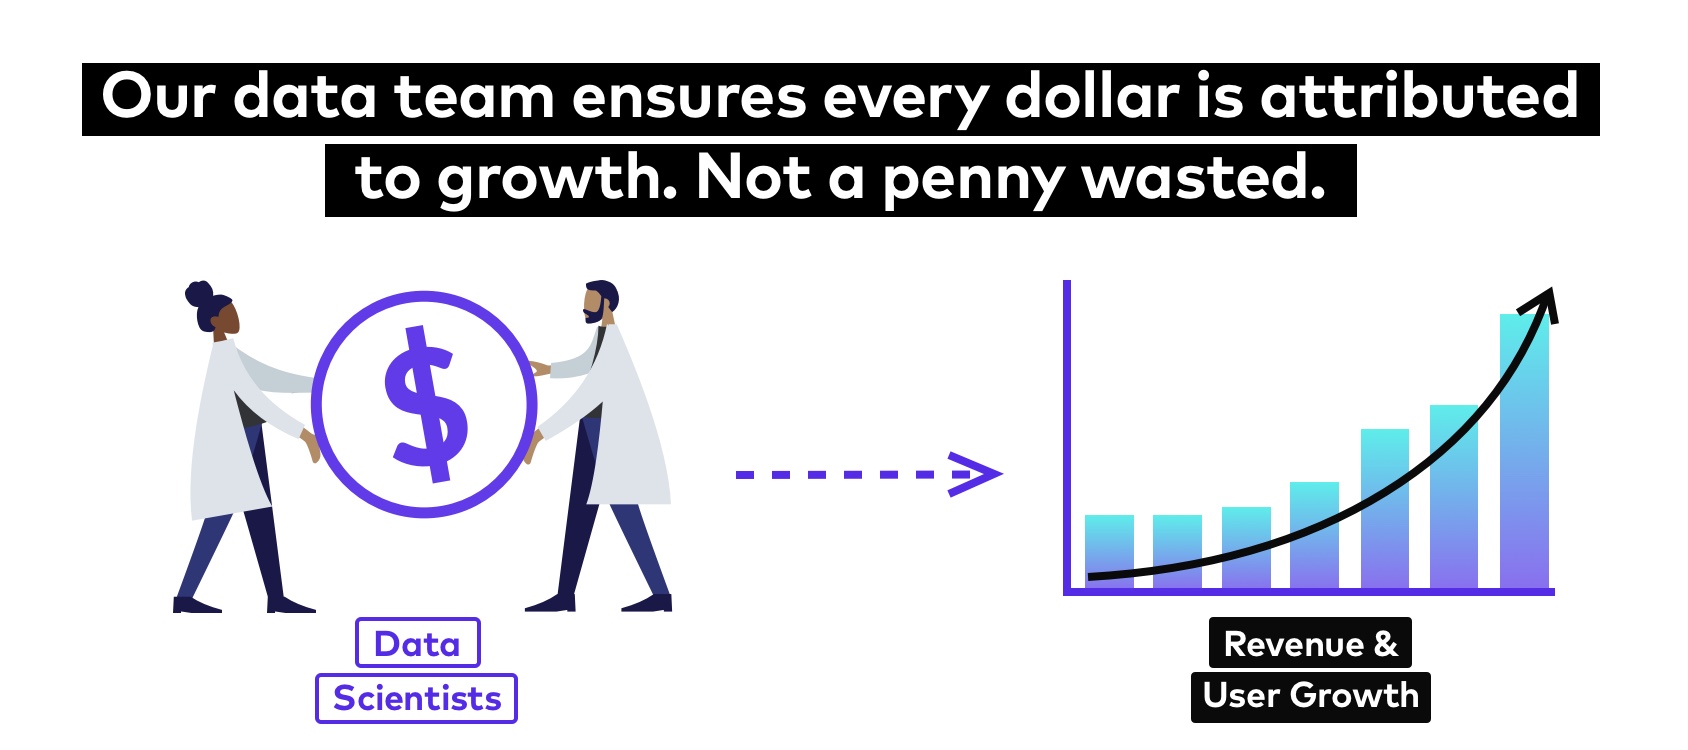 Our data team ensures every dollar is attributed
to growth. Not a penny wasted.
$
Data
Scientists
Revenue &
User Growth